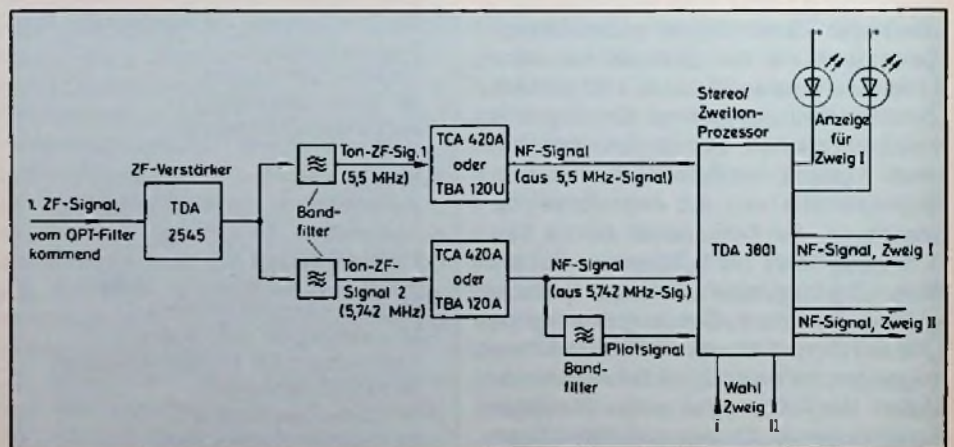 ZF-Verstärker
1. ZF-Signal,
vom OPT-Filter
kommend
TDA
2545
Band-
filter
Ton-ZF-Sig.1
(5,5 MHz)
TCA 420A
oder
TBA 120U
NF-Signal
(aus 5,5 MHz-Signal)
Ton-ZF-
Signal 2
(5,742 MHz)
TCA 420A
oder
TBA 120A
NF-Signal
(aus 5,742 MHz-Sig.)
Pilotsignal
Band-
filter
Stereo/
Zweiton-
Prozessor
TDA 3801
Anzeige
für
Zweig I
NF-Signal, Zweig I
NF-Signal, Zweig II
Wahl
Zweig
I II